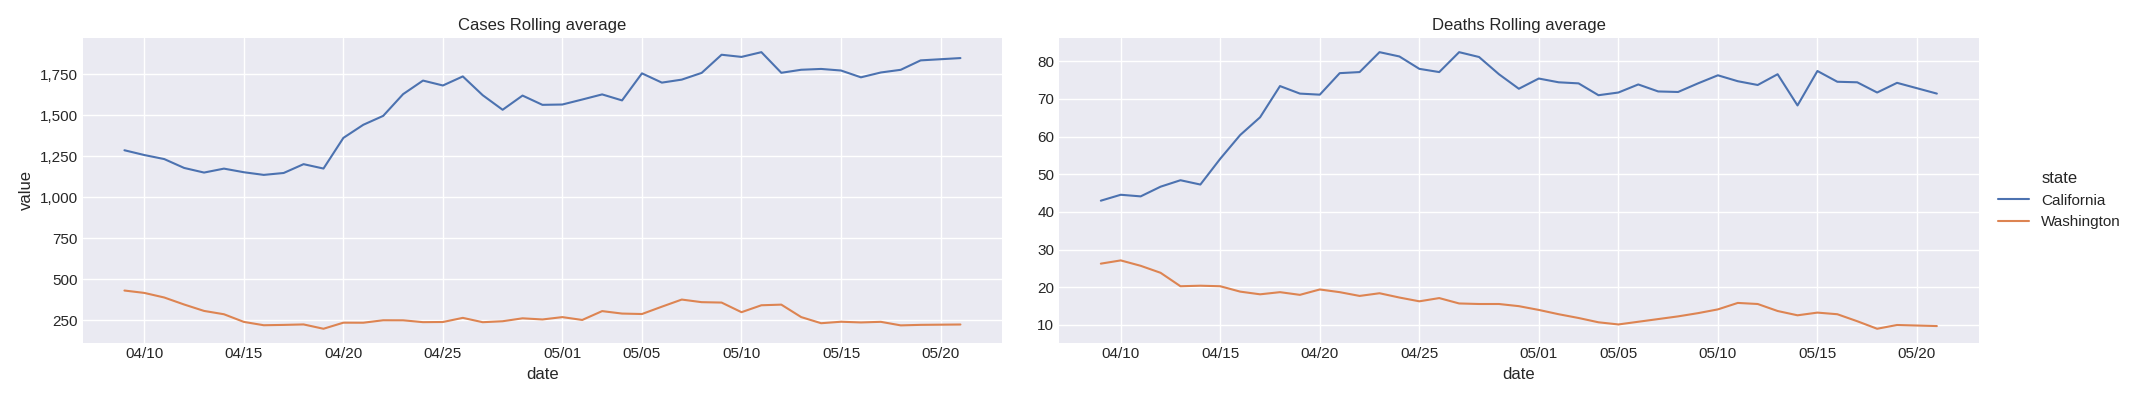 Cases Rolling average
value
1,750
1,500
1,250
1,000
750
500
250
04/10 04/15 04/20 04/25 05/01 05/05 05/10 05/15 05/20
date
Deaths Rolling average
80
70
60
50
40
30
20
10
04/10 04/15 04/20 04/25 05/01 05/05 05/10 05/15 05/20
date
state
California
Washington